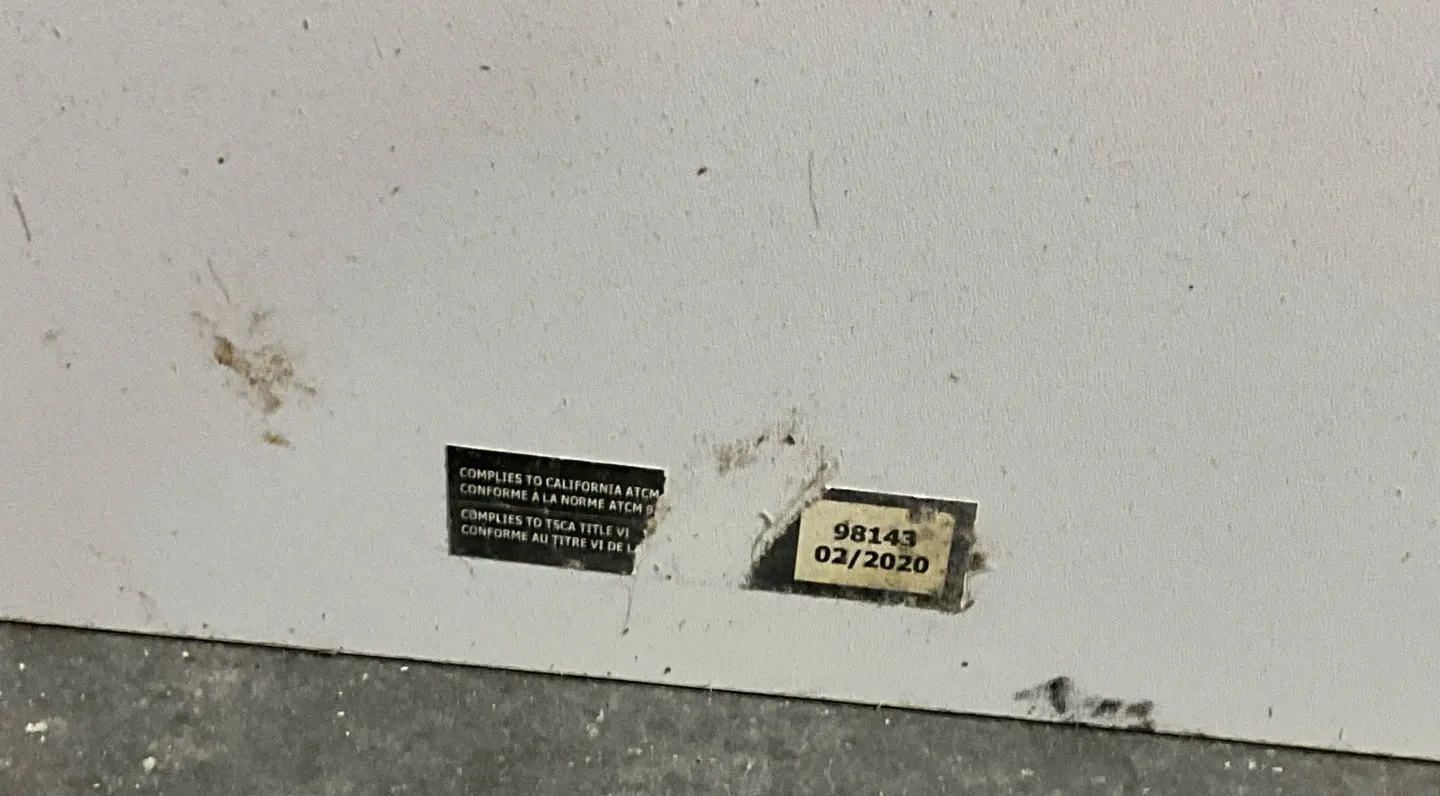 COMPLIES TO CALIFORNIA ATCM
CONFORME À LA NORME ATCM 9
COMPLIES TO TSCA TITLE VI
CONFORME AU TITRE VI DE
98143
02/2020